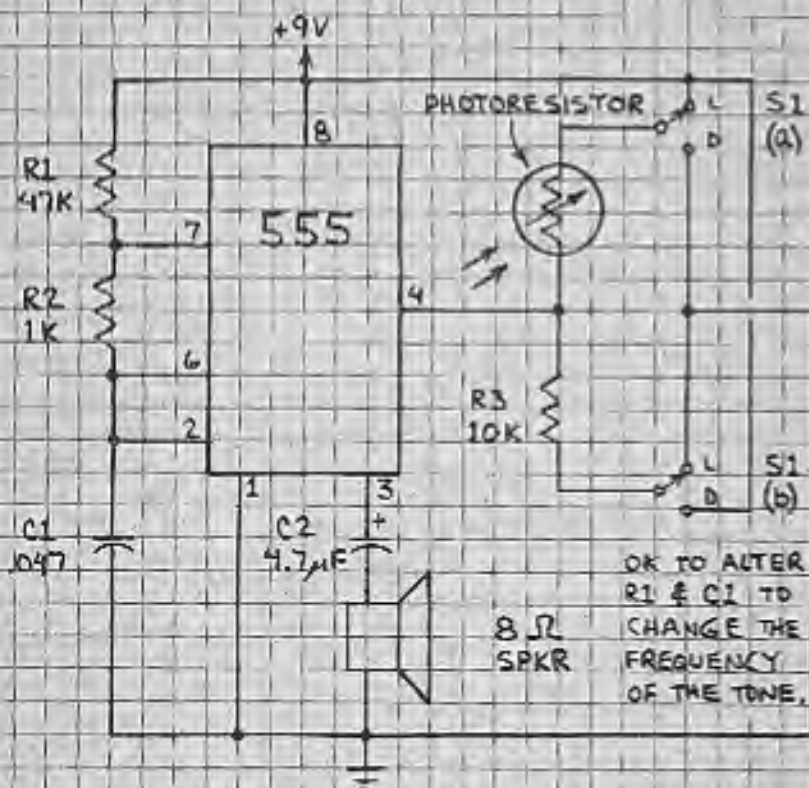 +9V
8
PHOTORESISTOR
L
S1
D
(a)
R1
47K
7
555
4
R2
1K
6
2
R3
10K
L
S1
D
(b)
1
3
C1
.047
C2
4.7µF
+
8 Ω
SPKR
OK TO ALTER
R1 & C1 TO
CHANGE THE
FREQUENCY
OF THE TONE.